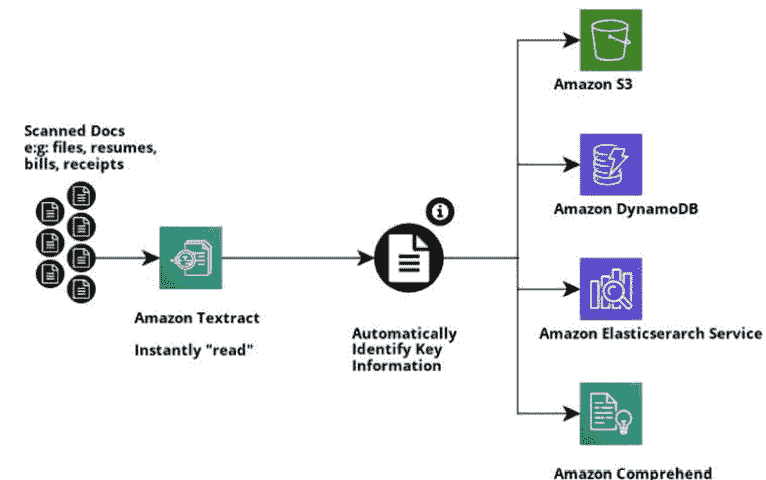 Scanned Docs
e:g: files, resumes,
bills, receipts
Amazon Textract
Instantly "read"
Automatically
Identify Key
Information
Amazon S3
Amazon DynamoDB
Amazon Elasticserarch Service
Amazon Comprehend